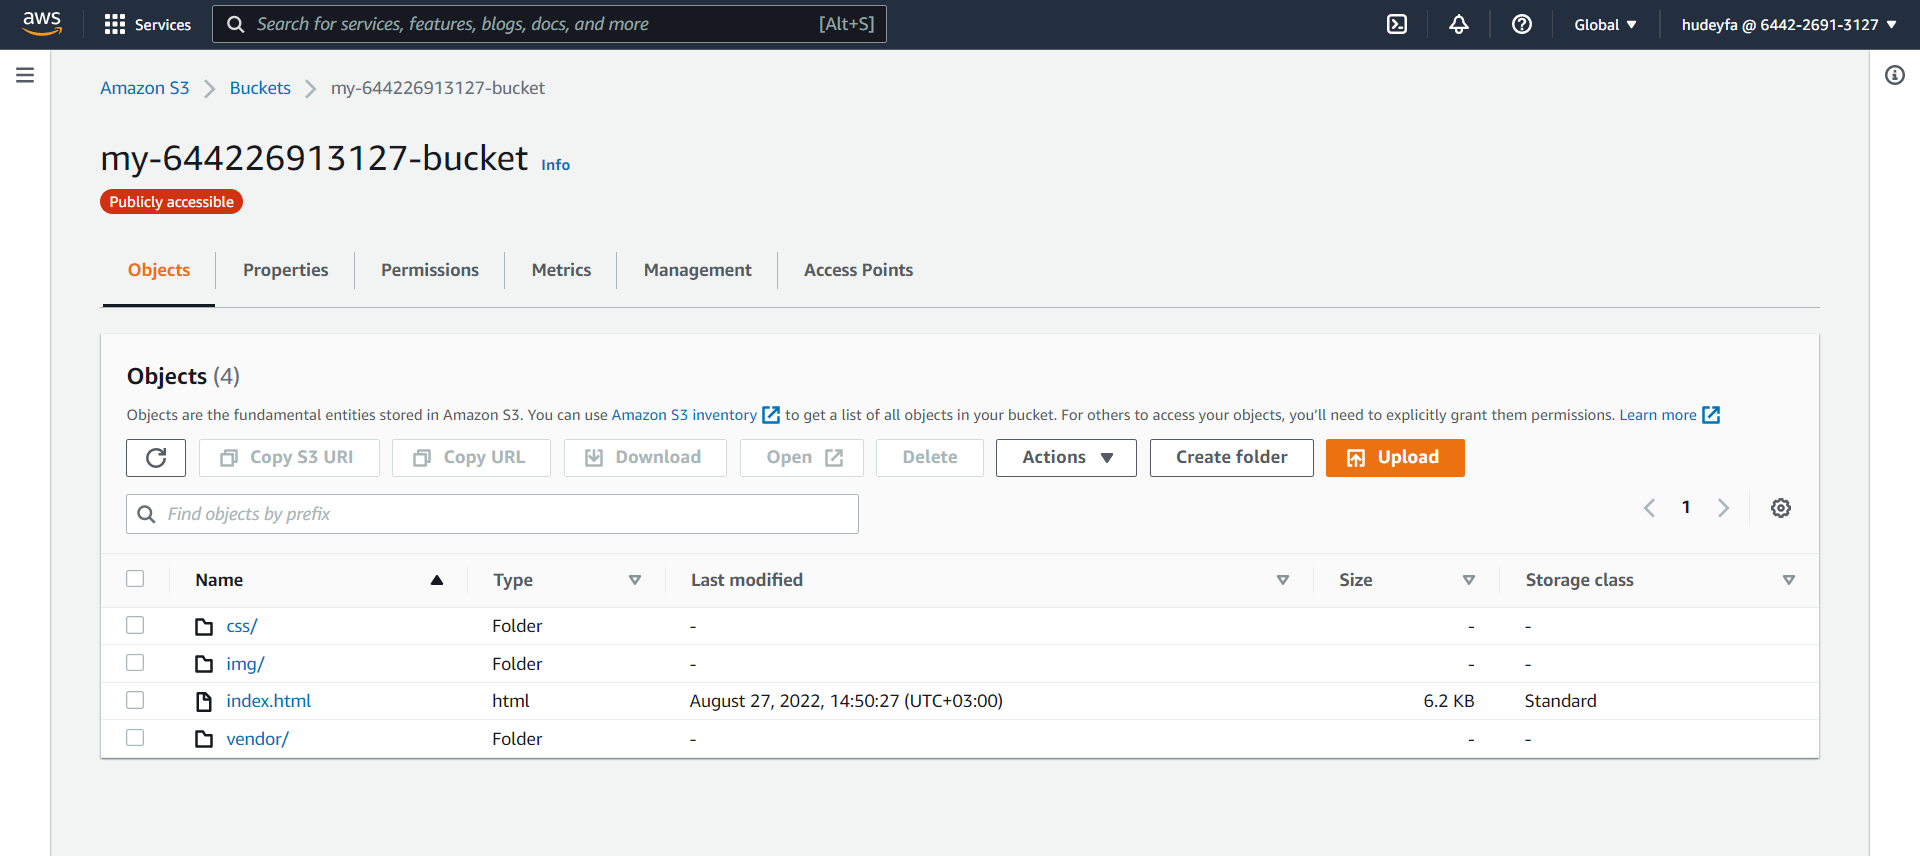 aws Services Search for services, features, blogs, docs, and more [Alt+S] Global hudeyfa @ 6442-2691-3127
Amazon S3 Buckets my-644226913127-bucket
my-644226913127-bucket Info
Publicly accessible
Objects Properties Permissions Metrics Management Access Points
Objects (4)
Objects are the fundamental entities stored in Amazon S3. You can use Amazon S3 inventory to get a list of all objects in your bucket. For others to access your objects, you'll need to explicitly grant them permissions. Learn more
Copy S3 URI Copy URL Download Open Delete Actions Create folder Upload
Find objects by prefix 1
Name Type Last modified Size Storage class
css/ Folder - - -
img/ Folder - - -
index.html html August 27, 2022, 14:50:27 (UTC+03:00) 6.2 KB Standard
vendor/ Folder - - -